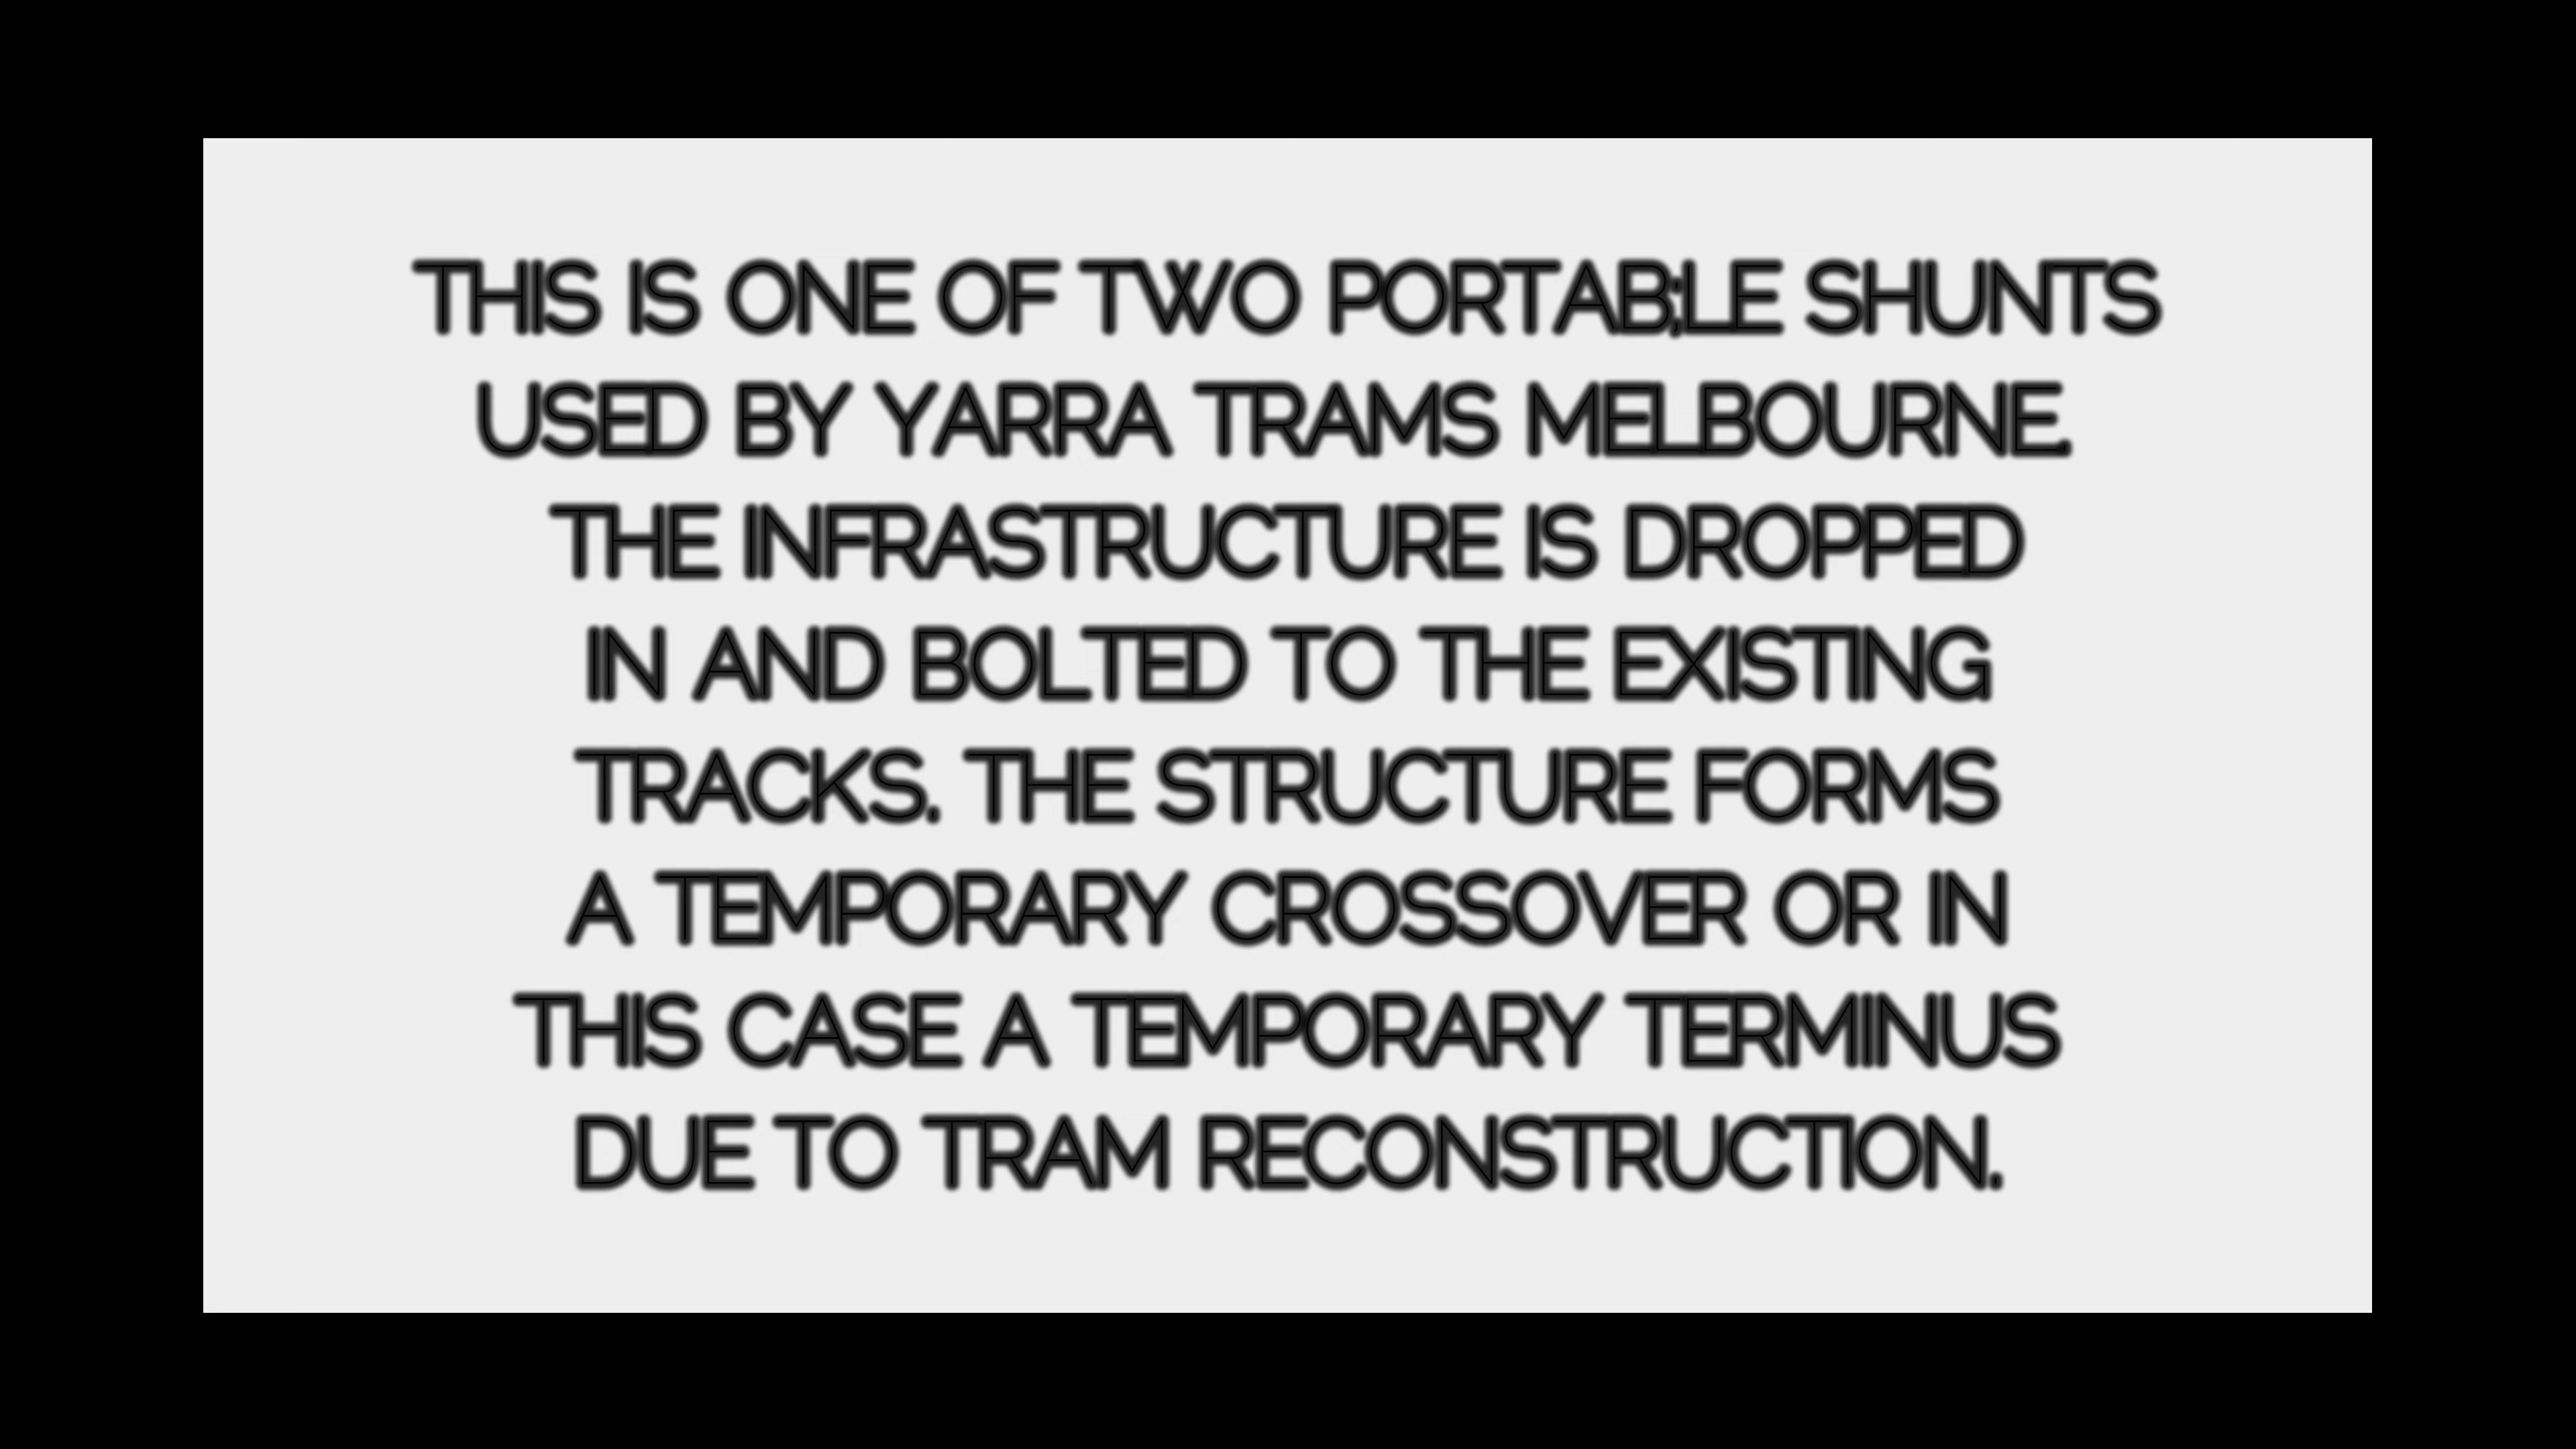 THIS IS ONE OF TWO PORTAB;LE SHUNTS
USED BY YARRA TRAMS MELBOURNE.
THE INFRASTRUCTURE IS DROPPED
IN AND BOLTED TO THE EXISTING
TRACKS. THE STRUCTURE FORMS
A TEMPORARY CROSSOVER OR IN
THIS CASE A TEMPORARY TERMINUS
DUE TO TRAM RECONSTRUCTION.